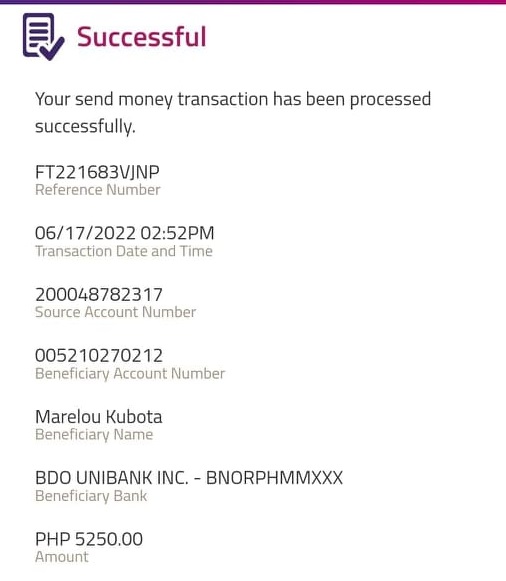 Successful
Your send money transaction has been processed
successfully.
FT221683VJNP
Reference Number
06/17/2022 02:52PM
Transaction Date and Time
200048782317
Source Account Number
005210270212
Beneficiary Account Number
Marelou Kubota
Beneficiary Name
BDO UNIBANK INC. - BNORPHMMXXX
Beneficiary Bank
PHP 5250.00
Amount